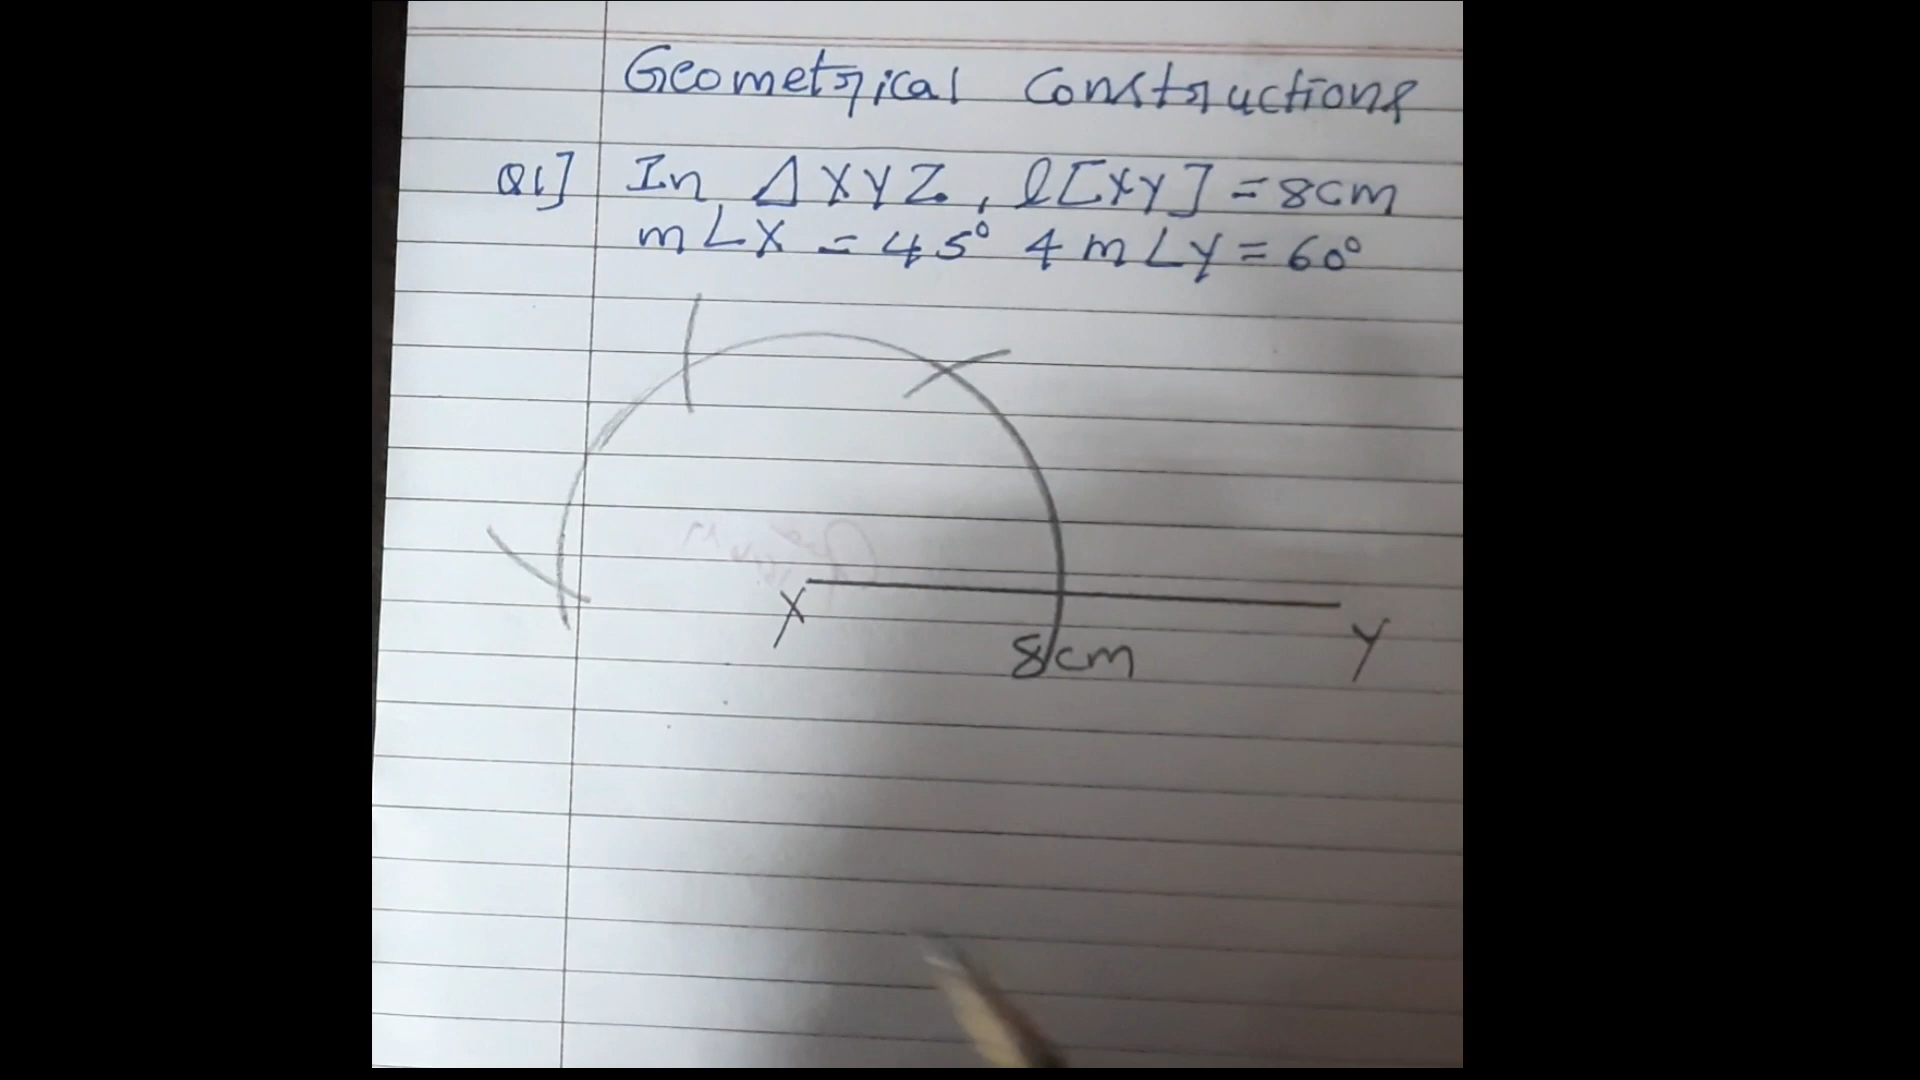 Geometrical Constructions
Q1] In ΔXYZ, l[XY] = 8cm
m∠X = 45° & m∠Y = 60°
X
Y
8cm